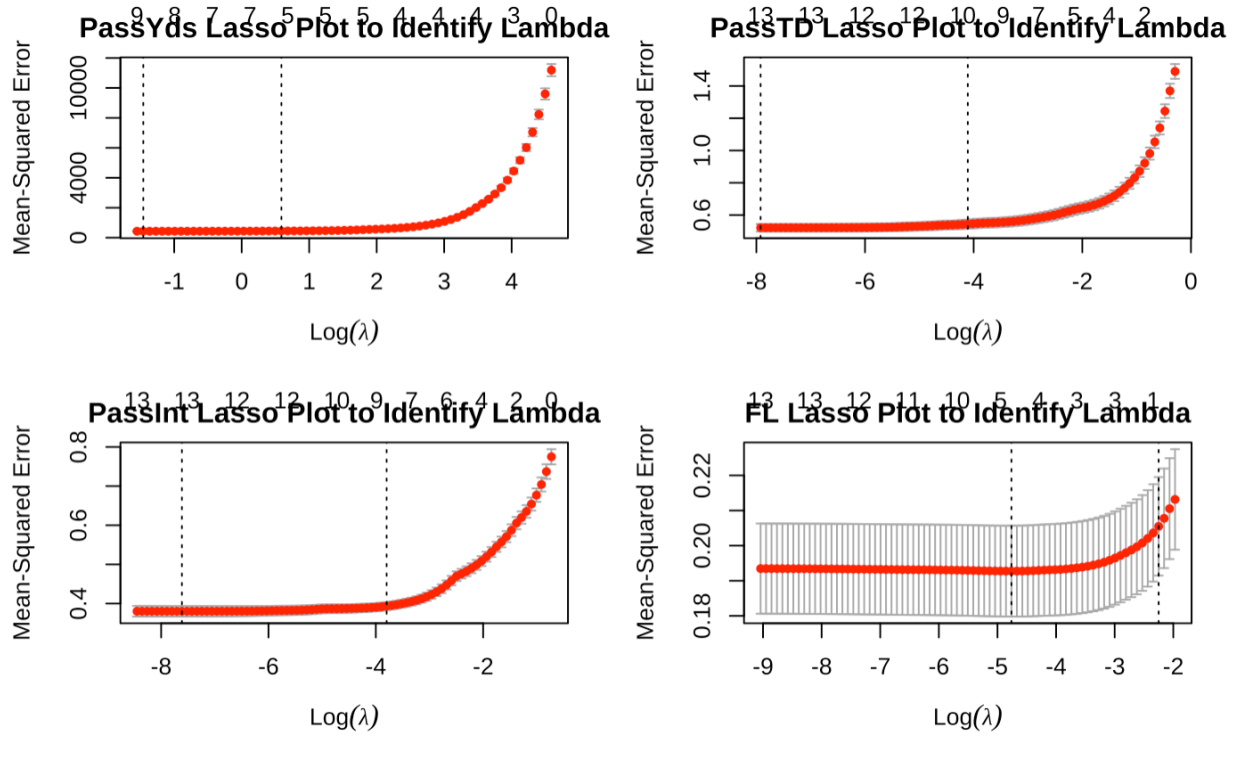 9 8 7 7 5 5 5 4 4 4 3 0
PassYds Lasso Plot to Identify Lambda
Mean-Squared Error
0 4000 10000
-1 0 1 2 3 4
Log(λ)
13 13 12 12 10 9 7 5 4 2
PassTD Lasso Plot to Identify Lambda
Mean-Squared Error
0.6 1.0 1.4
-8 -6 -4 -2 0
Log(λ)
13 13 12 12 10 9 7 6 4 2 0
PassInt Lasso Plot to Identify Lambda
Mean-Squared Error
0.4 0.6 0.8
-8 -6 -4 -2
Log(λ)
13 13 12 11 10 5 4 3 3 1
FL Lasso Plot to Identify Lambda
Mean-Squared Error
0.18 0.20 0.22
-9 -8 -7 -6 -5 -4 -3 -2
Log(λ)